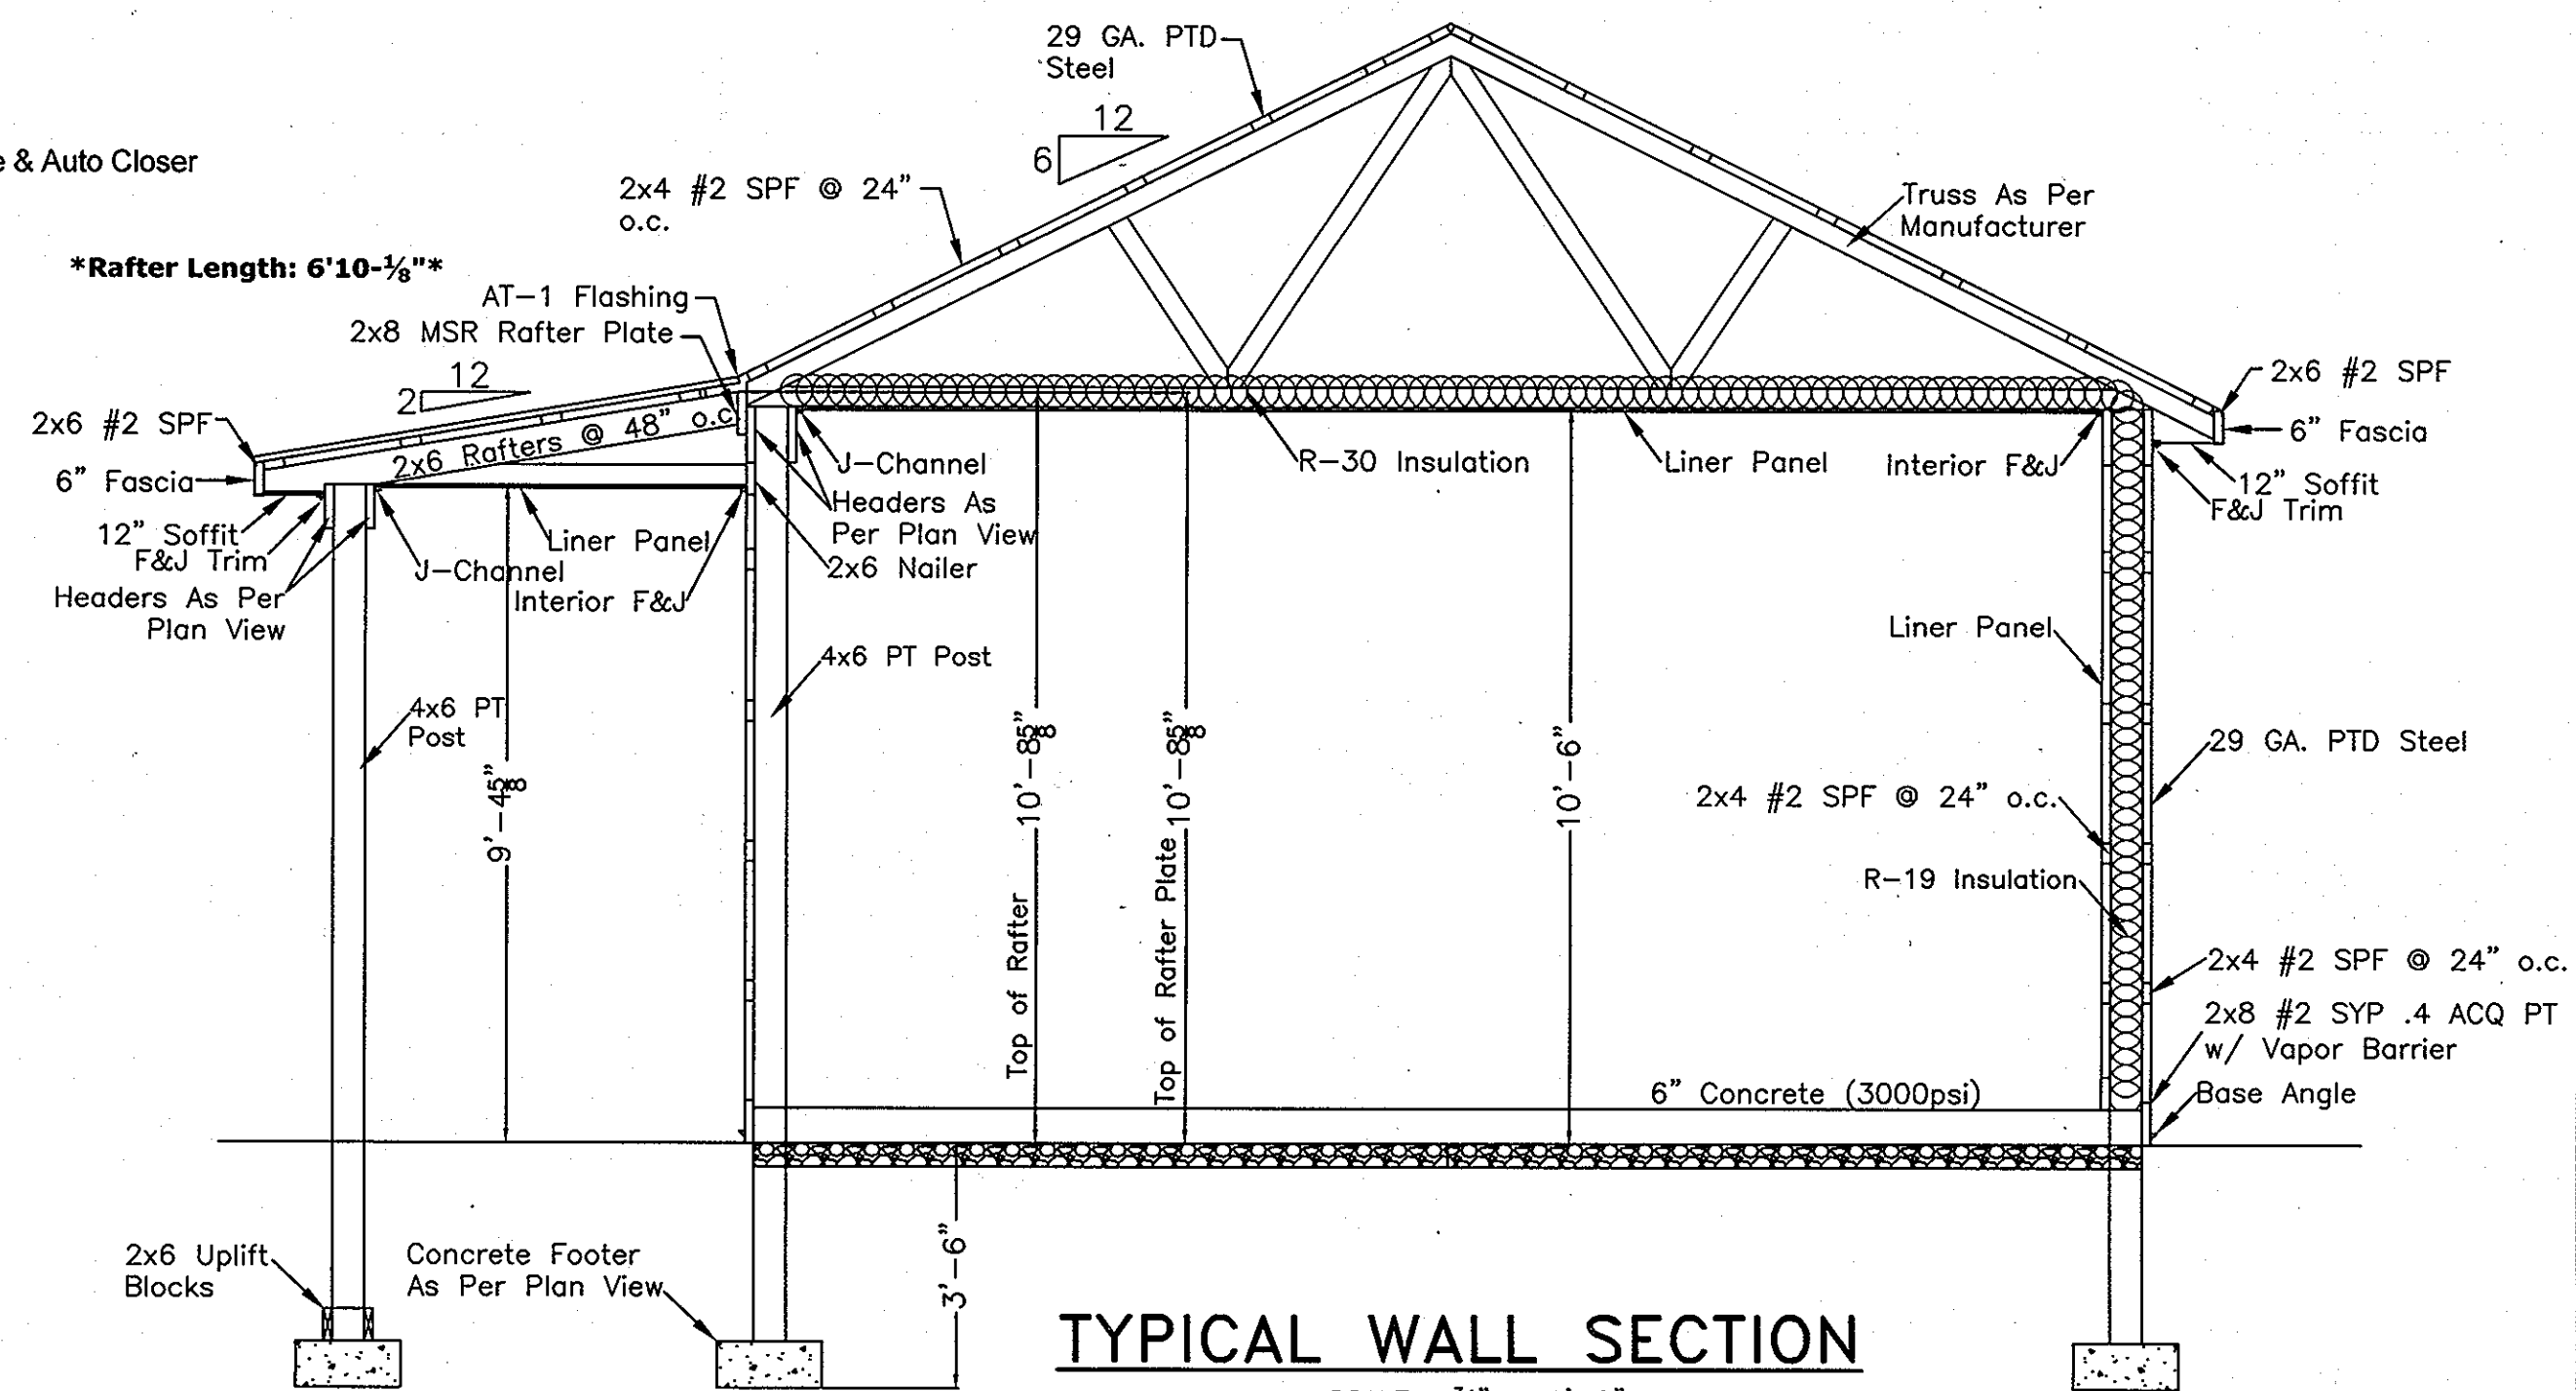 29 GA. PTD
Steel
12
6
e & Auto Closer
2x4 #2 SPF @ 24"
o.c.
Truss As Per
Manufacturer
*Rafter Length: 6'10-⅛"*
AT-1 Flashing
2x8 MSR Rafter Plate
12
2
2x6 #2 SPF
2x6 Rafters @ 48" o.c
6" Fascia
12" Soffit
F&J Trim
Headers As Per
Plan View
J-Channel
Liner Panel
Interior F&J
J-Channel
Headers As
Per Plan View
2x6 Nailer
R-30 Insulation
Liner Panel
Interior F&J
2x6 #2 SPF
6" Fascia
12" Soffit
F&J Trim
4x6 PT
Post
4x6 PT Post
9'-4⅝"
Top of Rafter
10'-8⅝"
Top of Rafter Plate
10'-8⅝"
10'-6"
Liner Panel
29 GA. PTD Steel
2x4 #2 SPF @ 24" o.c.
R-19 Insulation
2x4 #2 SPF @ 24" o.c.
2x8 #2 SYP .4 ACQ PT
w/ Vapor Barrier
Base Angle
6" Concrete (3000psi)
2x6 Uplift
Blocks
Concrete Footer
As Per Plan View
3'-6"
TYPICAL WALL SECTION